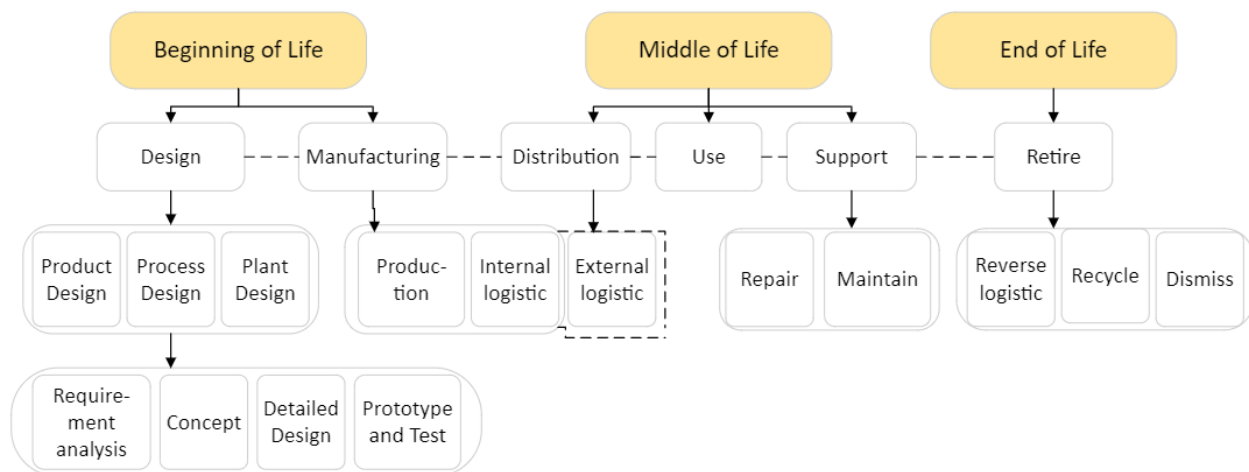 Beginning of Life
Middle of Life
End of Life
Design
Manufacturing
Distribution
Use
Support
Retire
Product
Design
Process
Design
Plant
Design
Produc-
tion
Internal
logistic
External
logistic
Repair
Maintain
Reverse
logistic
Recycle
Dismiss
Require-
ment
analysis
Concept
Detailed
Design
Prototype
and Test